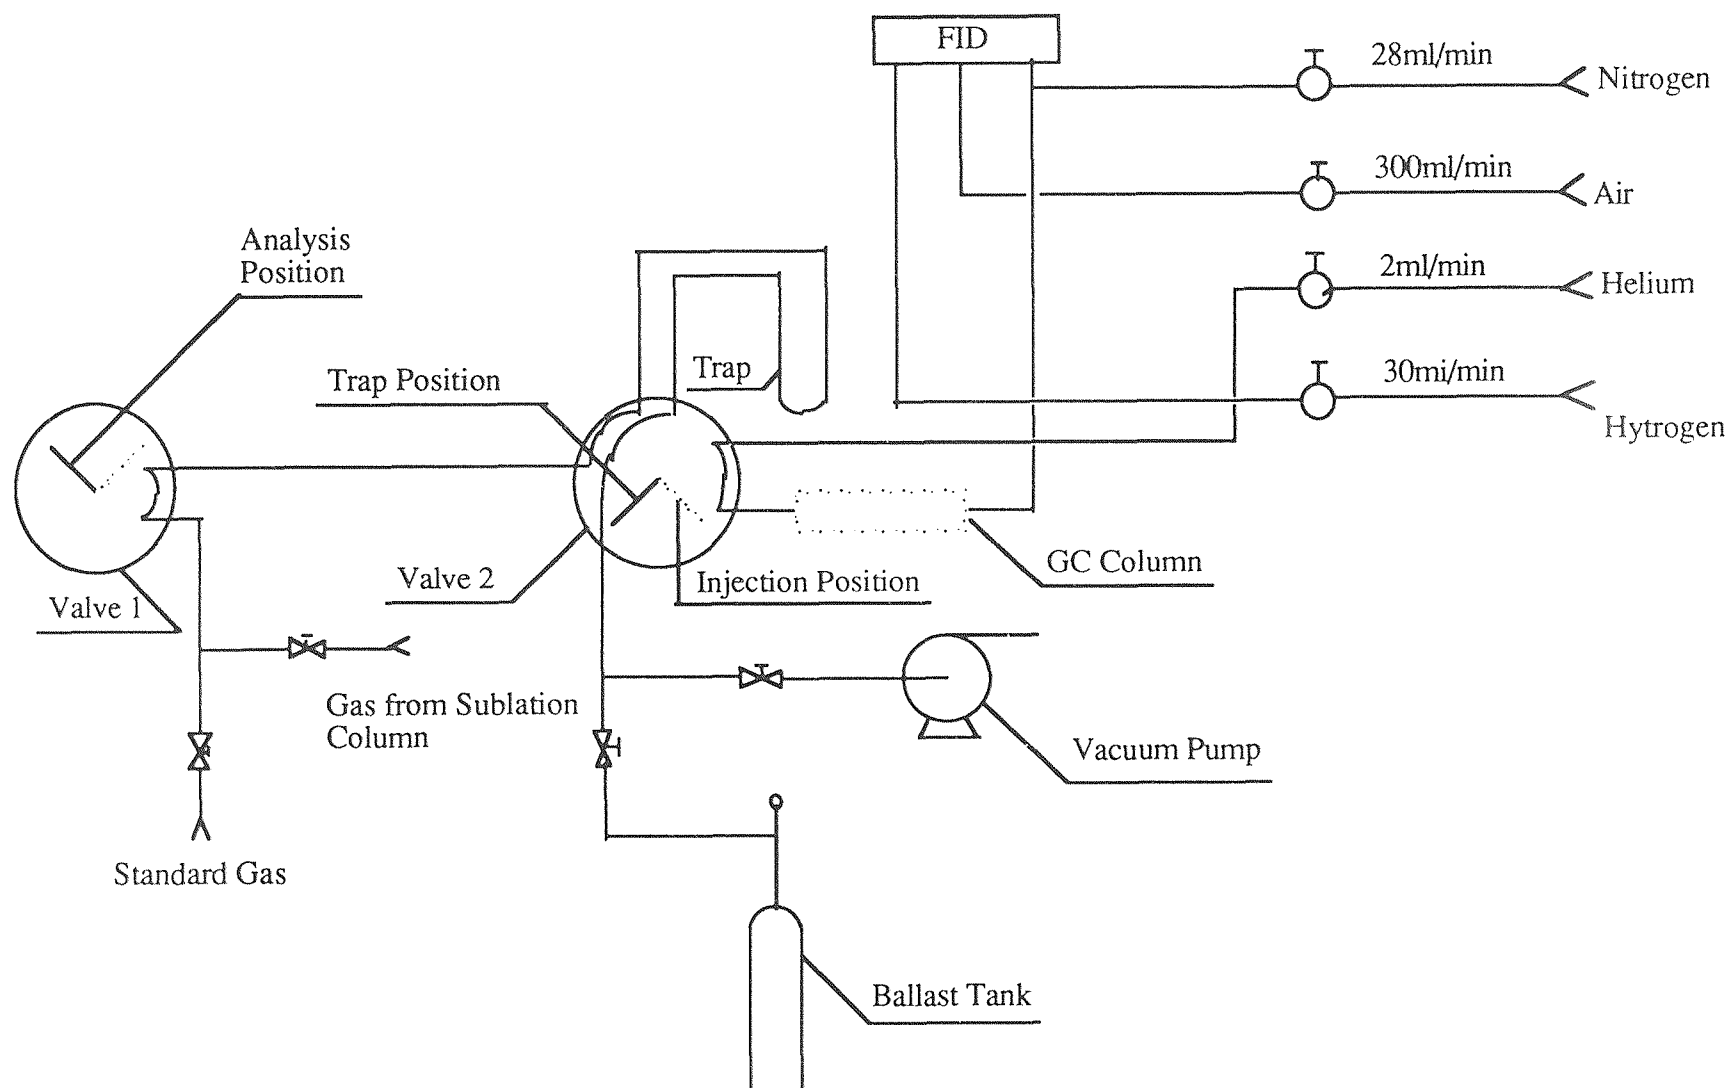 FID
28ml/min
Nitrogen
300ml/min
Air
Analysis
Position
2ml/min
Helium
Trap Position
Trap
30mi/min
Hytrogen
Valve 1
Valve 2
Injection Position
GC Column
Gas from Sublation
Column
Vacuum Pump
Standard Gas
Ballast Tank